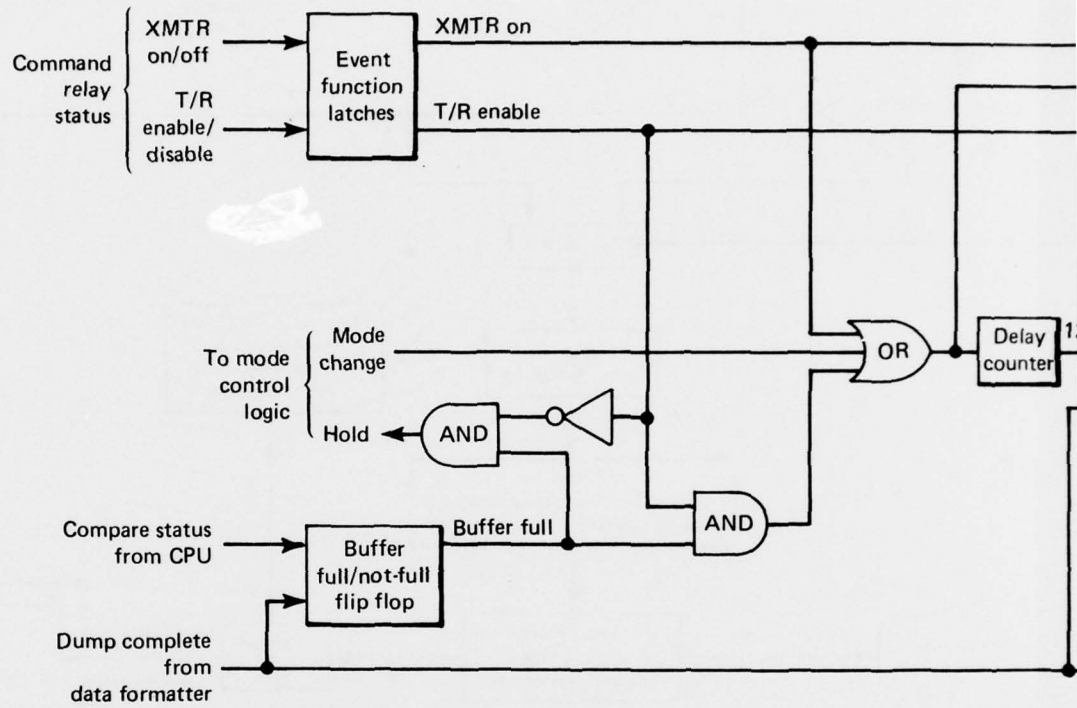 Command
relay
status
XMTR
on/off
T/R
enable/
disable
Event
function
latches
XMTR on
T/R enable
To mode
control
logic
Mode
change
Hold
AND
OR
Delay
counter
AND
Compare status
from CPU
Buffer
full/not-full
flip flop
Buffer full
Dump complete
from
data formatter